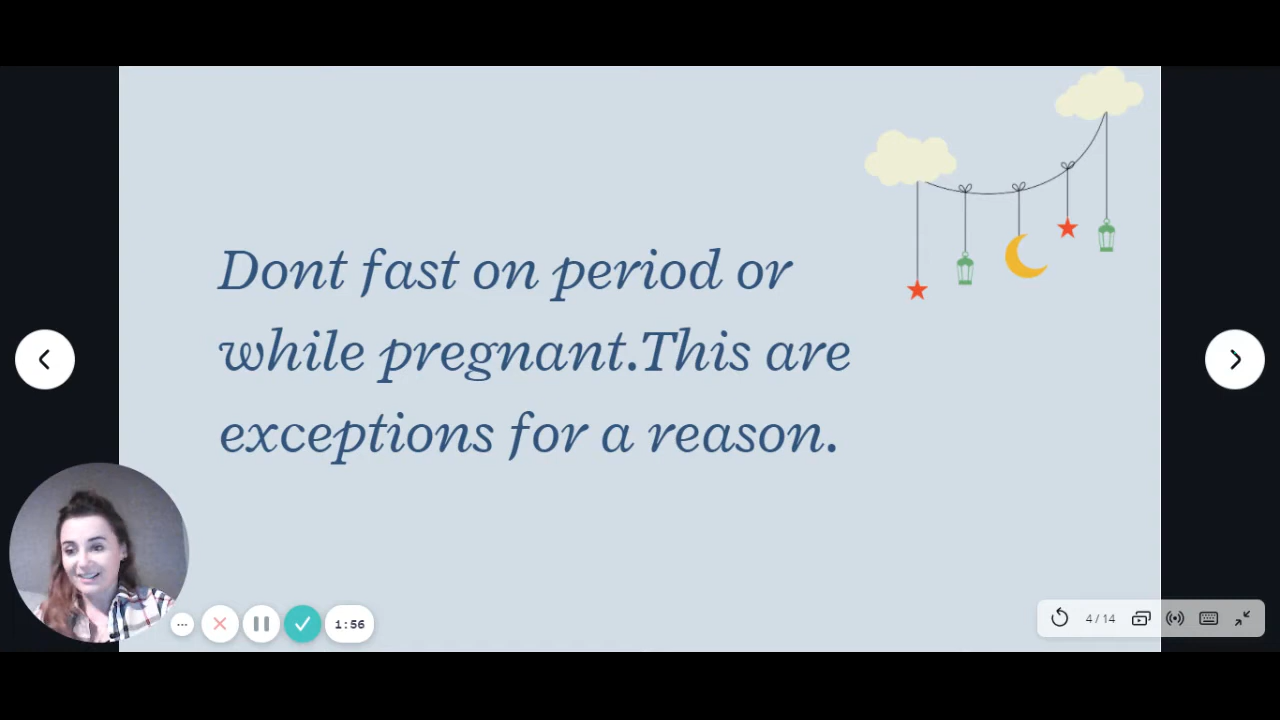 Dont fast on period or
while pregnant.This are
exceptions for a reason.
1:56
4 / 14